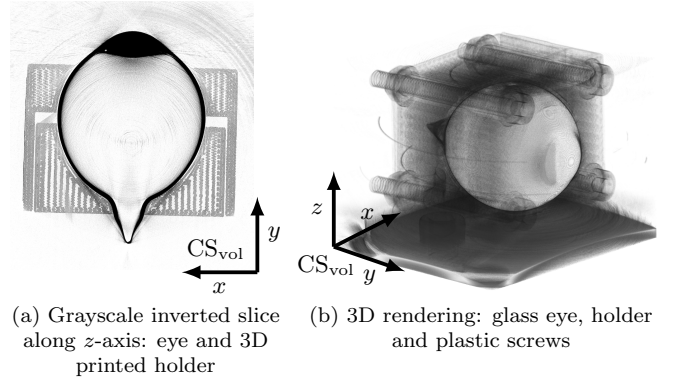 CS_vol
y
x
z
x
CS_vol
y
(a) Grayscale inverted slice
along z-axis: eye and 3D
printed holder
(b) 3D rendering: glass eye, holder
and plastic screws